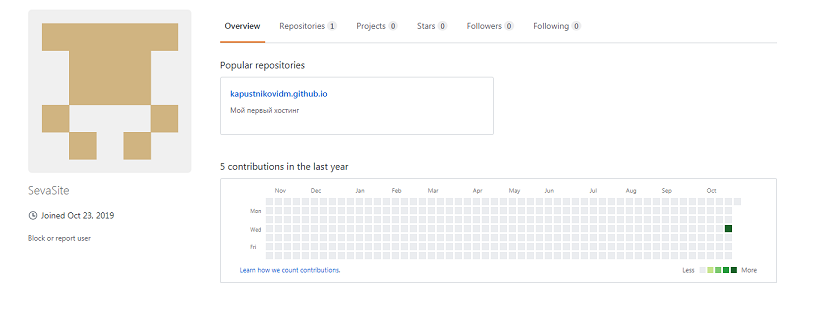 Overview Repositories 1 Projects 0 Stars 0 Followers 0 Following 0
Popular repositories
kapustnikovidm.github.io
Мой первый хостинг
5 contributions in the last year
Nov Dec Jan Feb Mar Apr May Jun Jul Aug Sep Oct
Mon
Wed
Fri
Learn how we count contributions.
Less More
SevaSite
Joined Oct 23, 2019
Block or report user